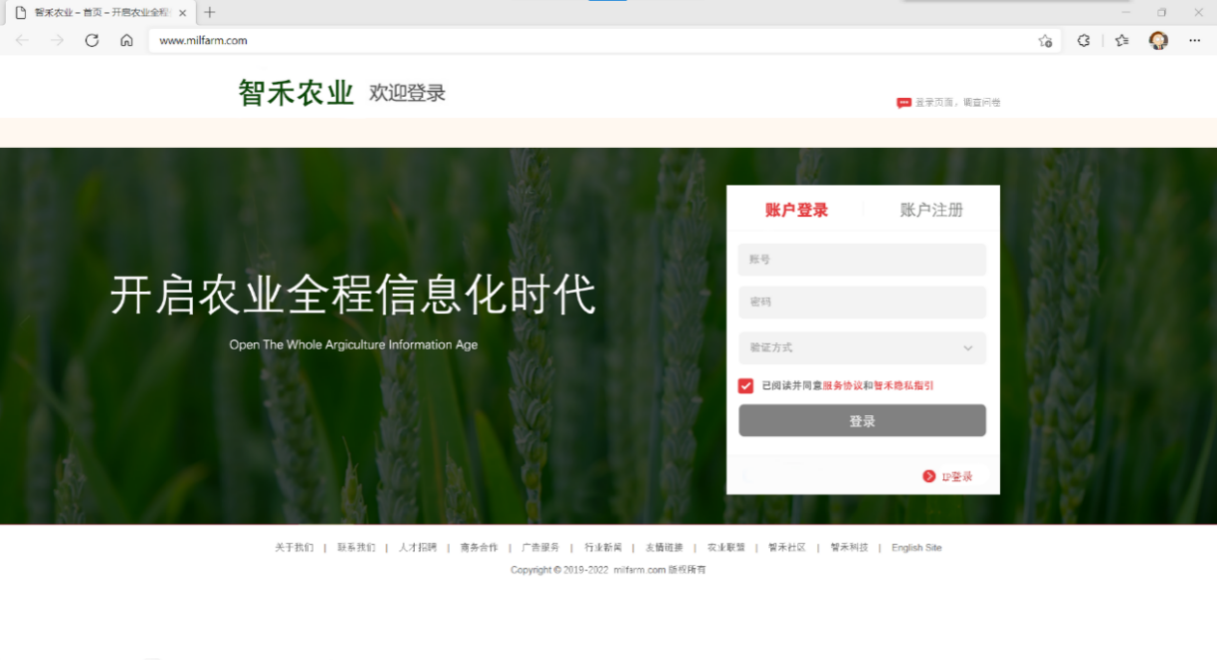 智禾农业 – 首页 – 开启农业全程
www.milfarm.com
智禾农业 欢迎登录
登录页面，调查问卷
账户登录 账户注册
账号
开启农业全程信息化时代
密码
Open The Whole Argiculture Information Age
验证方式
已阅读并同意服务协议和智禾隐私指引
登录
IP登录
关于我们 | 联系我们 | 人才招聘 | 商务合作 | 广告服务 | 行业新闻 | 友情链接 | 农业联盟 | 智禾社区 | 智禾科技 | English Site
Copyright © 2019-2022 milfarm.com 版权所有